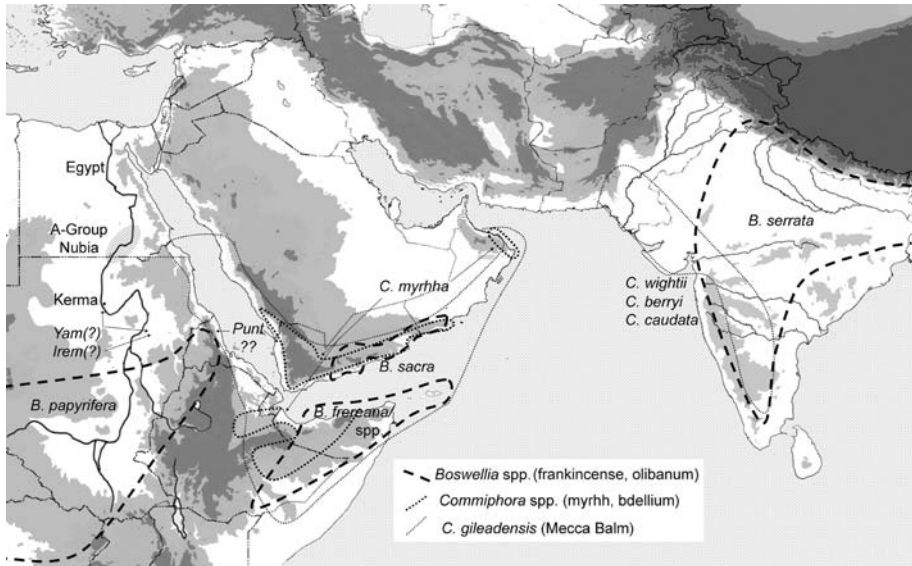 Egypt
A-Group
Nubia
Kerma
Yam(?)
Irem(?)
Punt
??
B. papyrifera
C. myrhha
B. sacra
B. frereana/
spp.
B. serrata
C. wightii
C. berryi
C. caudata
Boswellia spp. (frankincense, olibanum)
Commiphora spp. (myrhh, bdellium)
C. gileadensis (Mecca Balm)